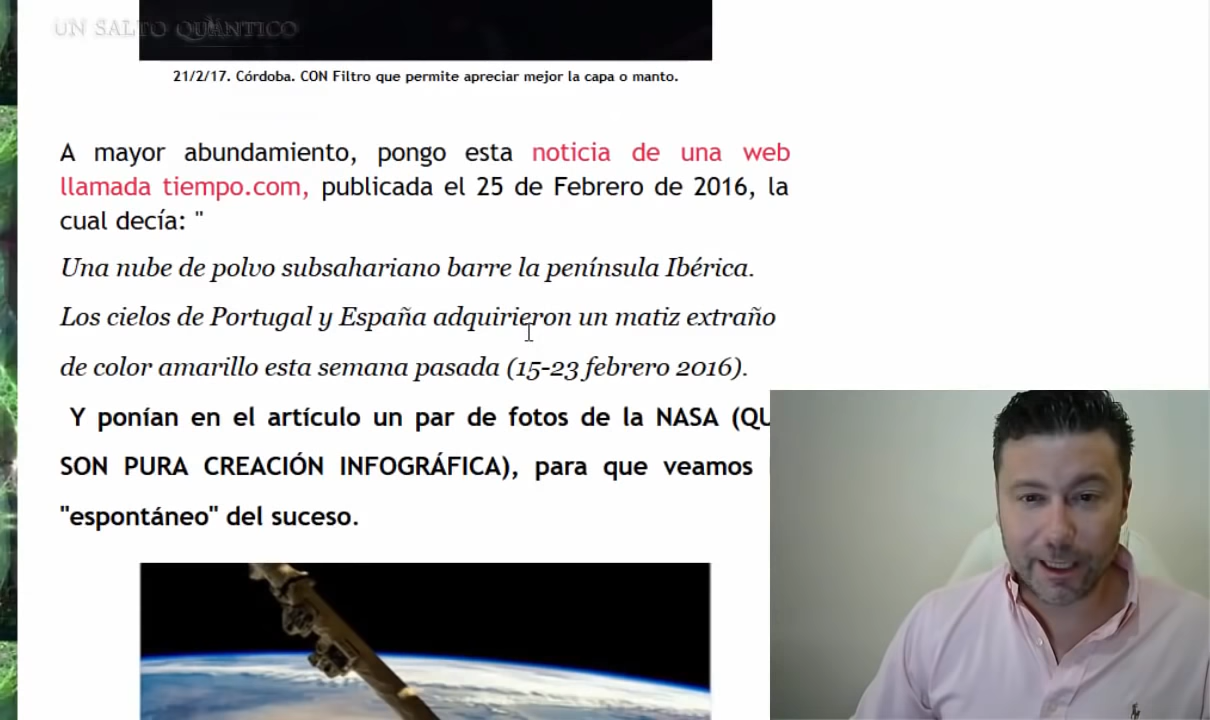 UN SALTO QUÁNTICO
21/2/17. Córdoba. CON Filtro que permite apreciar mejor la capa o manto.
A mayor abundamiento, pongo esta noticia de una web
llamada tiempo.com, publicada el 25 de Febrero de 2016, la
cual decía: "
Una nube de polvo subsahariano barre la península Ibérica.
Los cielos de Portugal y España adquirieron un matiz extraño
de color amarillo esta semana pasada (15-23 febrero 2016).
Y ponían en el artículo un par de fotos de la NASA
SON PURA CREACIÓN INFOGRÁFICA), para que veamos
"espontáneo" del suceso.